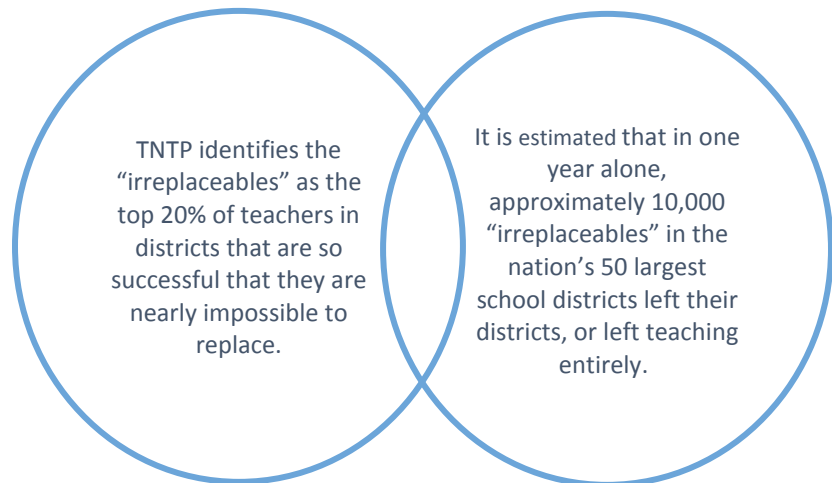 TNTP identifies the
“irreplaceables” as the
top 20% of teachers in
districts that are so
successful that they are
nearly impossible to
replace.
It is estimated that in one
year alone,
approximately 10,000
“irreplaceables” in the
nation’s 50 largest
school districts left their
districts, or left teaching
entirely.